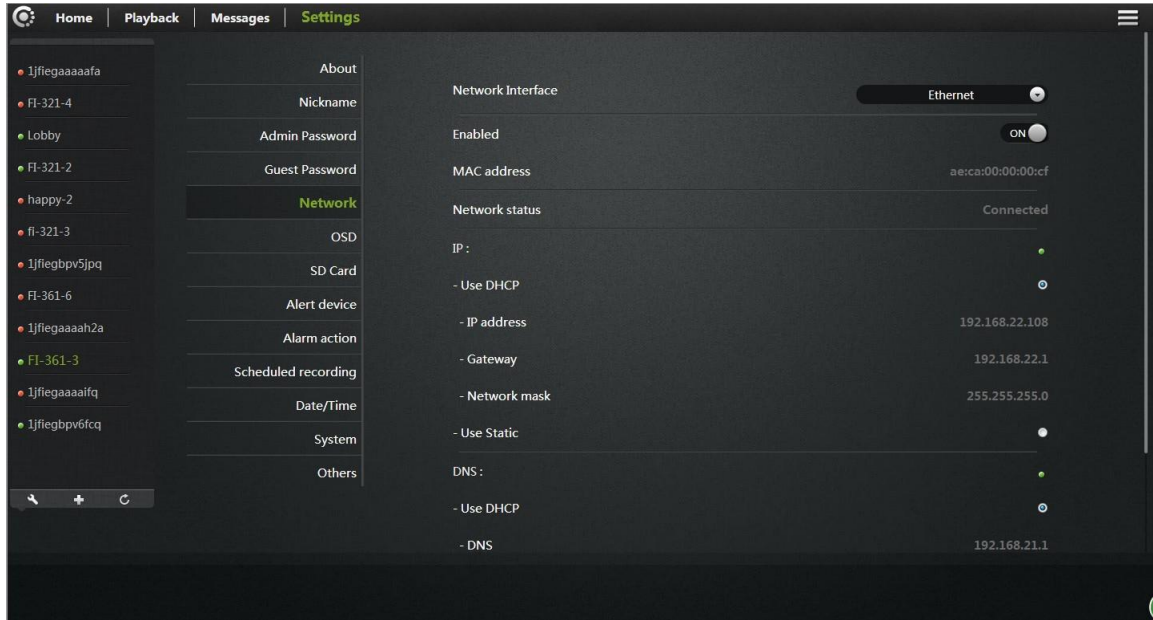 Home | Playback | Messages | Settings
1jfiegaaaaafa
FI-321-4
Lobby
FI-321-2
happy-2
fi-321-3
1jfiegbpv5jpq
FI-361-6
1jfiegaaaah2a
FI-361-3
1jfiegaaaaifq
1jfiegbpv6fcq
About
Nickname
Admin Password
Guest Password
Network
OSD
SD Card
Alert device
Alarm action
Scheduled recording
Date/Time
System
Others
Network Interface Ethernet
Enabled ON
MAC address ae:ca:00:00:00:cf
Network status Connected
IP :
- Use DHCP
- IP address 192.168.22.108
- Gateway 192.168.22.1
- Network mask 255.255.255.0
- Use Static
DNS :
- Use DHCP
- DNS 192.168.21.1